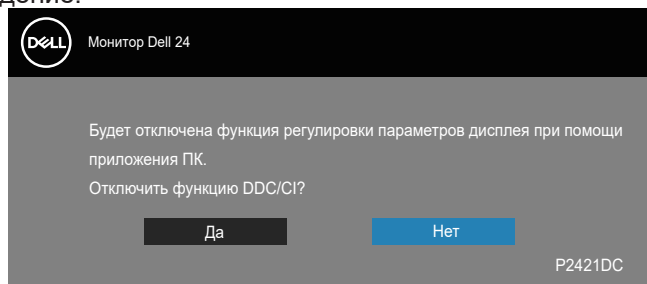 дение.
DELL
Монитор Dell 24
Будет отключена функция регулировки параметров дисплея при помощи
приложения ПК.
Отключить функцию DDC/CI?
Да
Нет
P2421DC